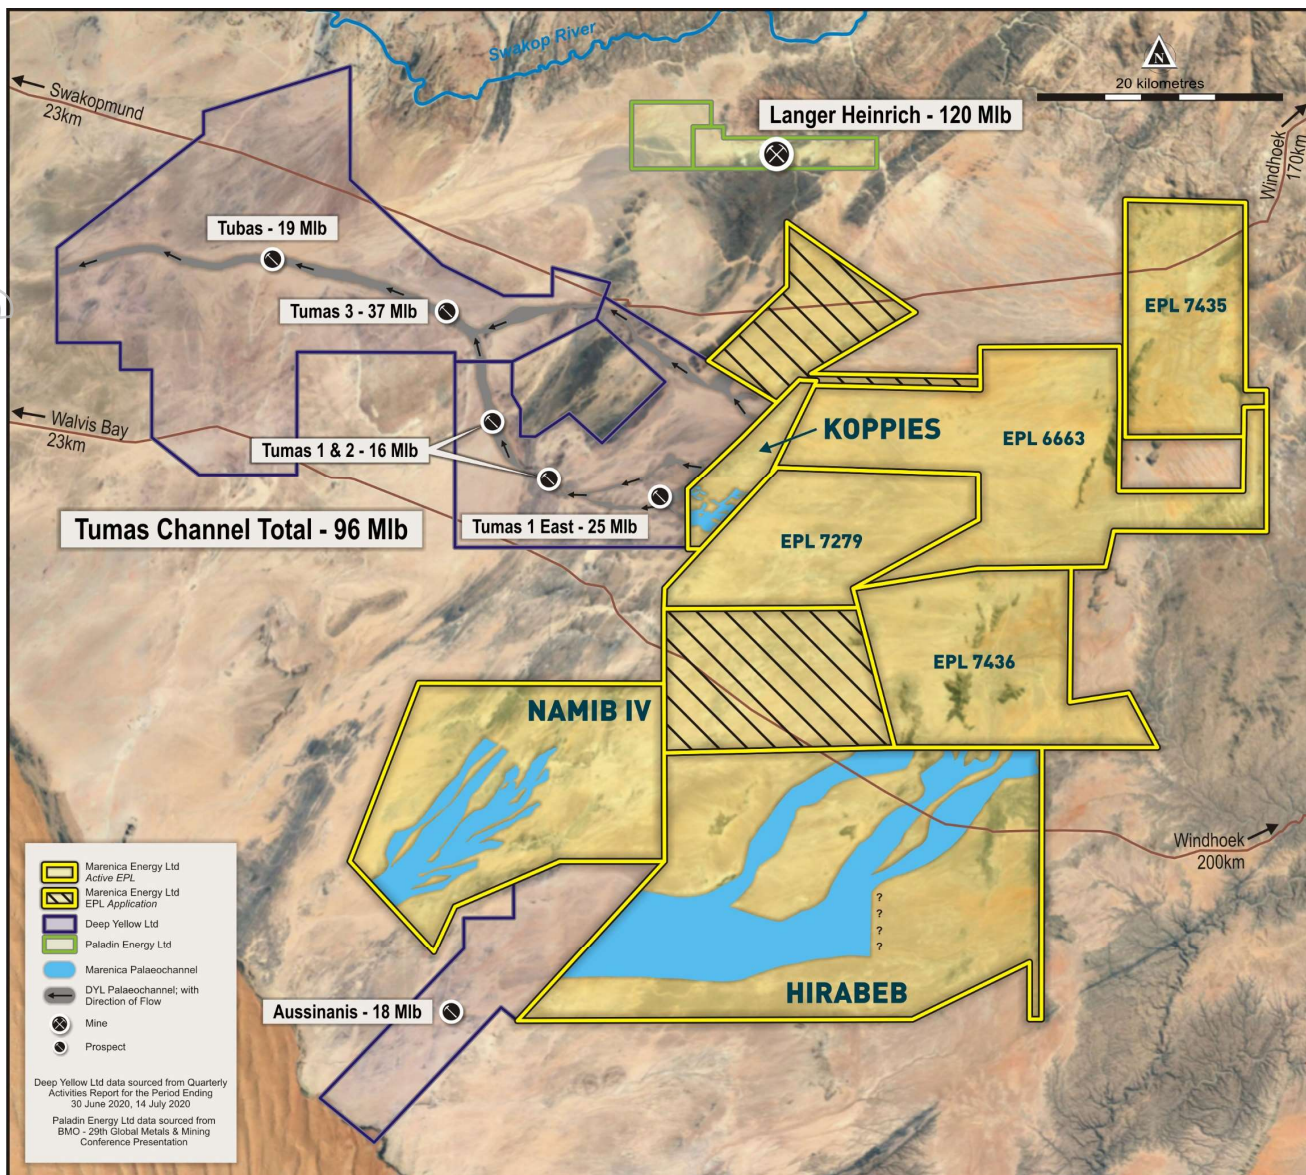 Swakop River
N
20 kilometres
Swakopmund
23km
Langer Heinrich - 120 Mlb
Windhoek
170km
Tubas - 19 Mlb
Tumas 3 - 37 Mlb
EPL 7435
Walvis Bay
23km
KOPPIES
EPL 6663
Tumas 1 & 2 - 16 Mlb
Tumas Channel Total - 96 Mlb
Tumas 1 East - 25 Mlb
EPL 7279
EPL 7436
NAMIB IV
Windhoek
200km
?
?
?
?
HIRABEB
Aussinanis - 18 Mlb
Marenica Energy Ltd
Active EPL
Marenica Energy Ltd
EPL Application
Deep Yellow Ltd
Paladin Energy Ltd
Marenica Palaeochannel
DYL Palaeochannel; with
Direction of Flow
Mine
Prospect
Deep Yellow Ltd data sourced from Quarterly
Activities Report for the Period Ending
30 June 2020, 14 July 2020
Paladin Energy Ltd data sourced from
BMO - 29th Global Metals & Mining
Conference Presentation